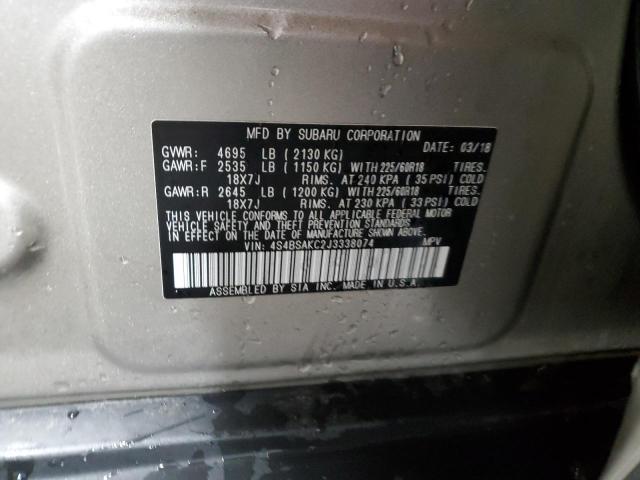 MFD BY SUBARU CORPORATION DATE: 03/18
GVWR: 4695 LB ( 2130 KG)
GAWR:F 2535 LB ( 1150 KG) WITH 225/60R18 TIRES.
18X7J RIMS. AT 240 KPA ( 35 PSI) COLD
GAWR:R 2645 LB ( 1200 KG) WITH 225/60R18 TIRES.
18X7J RIMS. AT 230 KPA ( 33 PSI) COLD
THIS VEHICLE CONFORMS TO ALL APPLICABLE FEDERAL MOTOR
VEHICLE SAFETY AND THEFT PREVENTION STANDARDS
IN EFFECT ON THE DATE OF MANUFACTURE SHOWN ABOVE.
VIN: 4S4BSAKC2J3338074 MPV
ASSEMBLED BY SIA INC. MADE IN U.S.A.